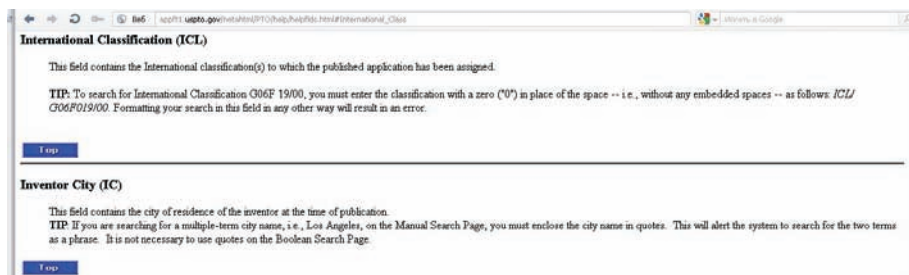 appft1.uspto.gov/netahtml/PTO/help/helpflds.html#International_Class
International Classification (ICL)
This field contains the International classification(s) to which the published application has been assigned.
TIP: To search for International Classification G06F 19/00, you must enter the classification with a zero ("0") in place of the space -- i.e., without any embedded spaces -- as follows: ICL/
G06F019/00. Formatting your search in this field in any other way will result in an error.
Top
Inventor City (IC)
This field contains the city of residence of the inventor at the time of publication.
TIP: If you are searching for a multiple-term city name, i.e., Los Angeles, on the Manual Search Page, you must enclose the city name in quotes. This will alert the system to search for the two terms
as a phrase. It is not necessary to use quotes on the Boolean Search Page.
Top